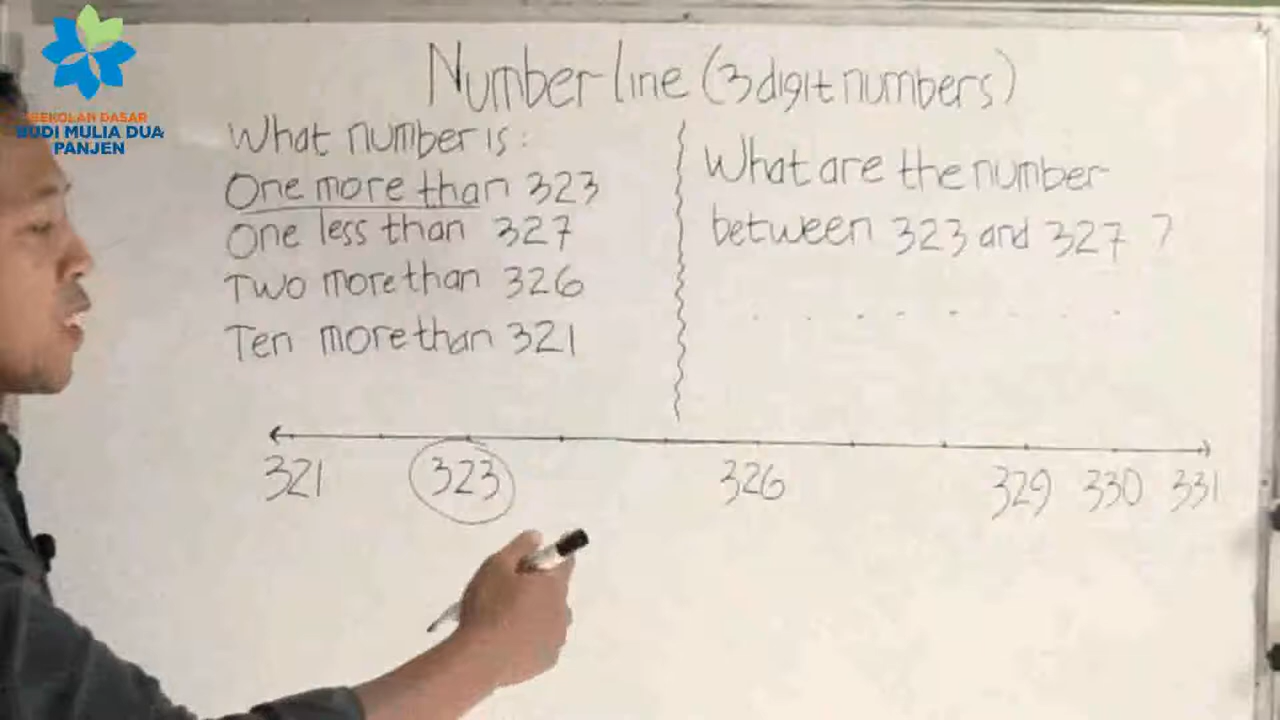 SEKOLAH DASAR
BUDI MULIA DUA
PANJEN
Number line (3 digit numbers)
What number is:
One more than 323
One less than 327
Two more than 326
Ten more than 321
What are the number
between 323 and 327 ?
321 323 326 329 330 331